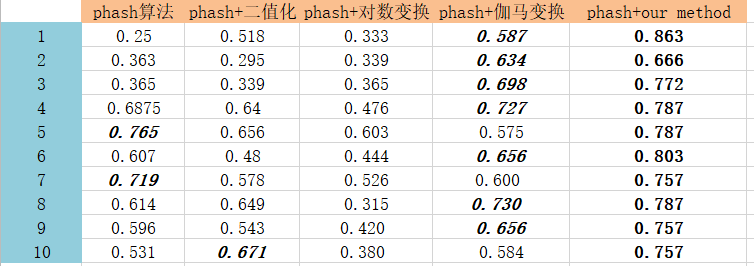 phash算法 phash+二值化 phash+对数变换 phash+伽马变换 phash+our method
1 0.25 0.518 0.333 0.587 0.863
2 0.363 0.295 0.339 0.634 0.666
3 0.365 0.339 0.365 0.698 0.772
4 0.6875 0.64 0.476 0.727 0.787
5 0.765 0.656 0.603 0.575 0.787
6 0.607 0.48 0.444 0.656 0.803
7 0.719 0.578 0.526 0.600 0.757
8 0.614 0.649 0.315 0.730 0.787
9 0.596 0.543 0.420 0.656 0.757
10 0.531 0.671 0.380 0.584 0.757